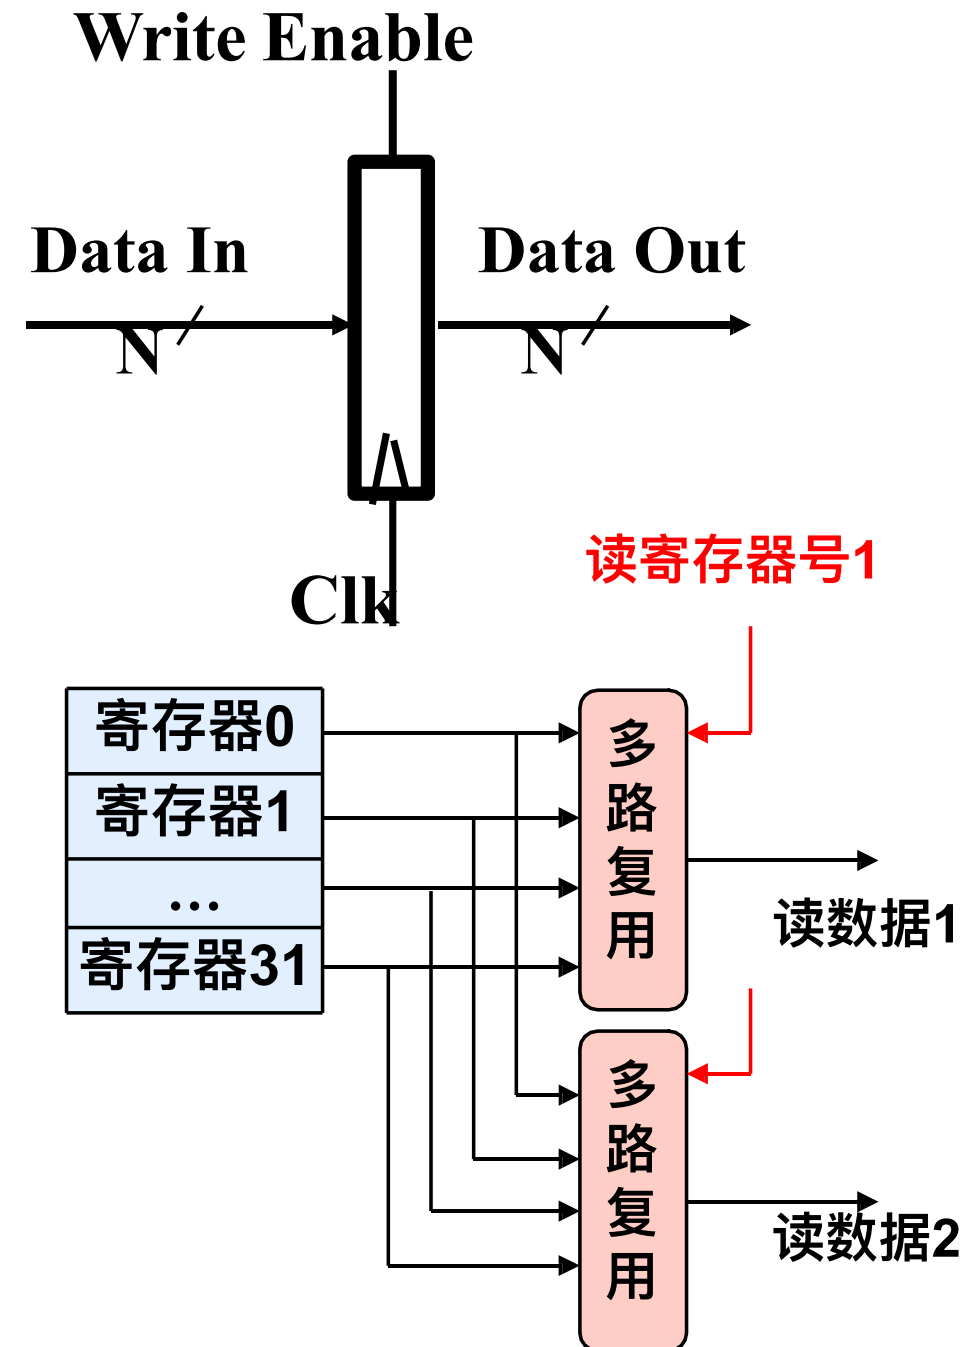 Write Enable
Data In
Data Out
N
N
Clk
读寄存器号1
寄存器0
寄存器1
...
寄存器31
多
路
复
用
读数据1
多
路
复
用
读数据2